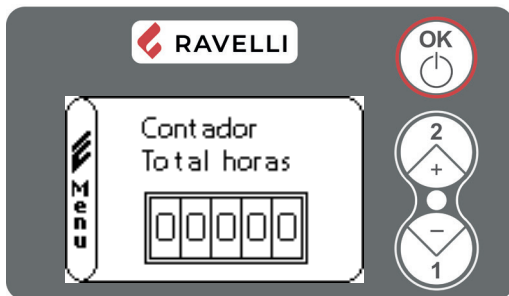 RAVELLI
OK
Menu
Contador
Total horas
00000
2
+
−
1